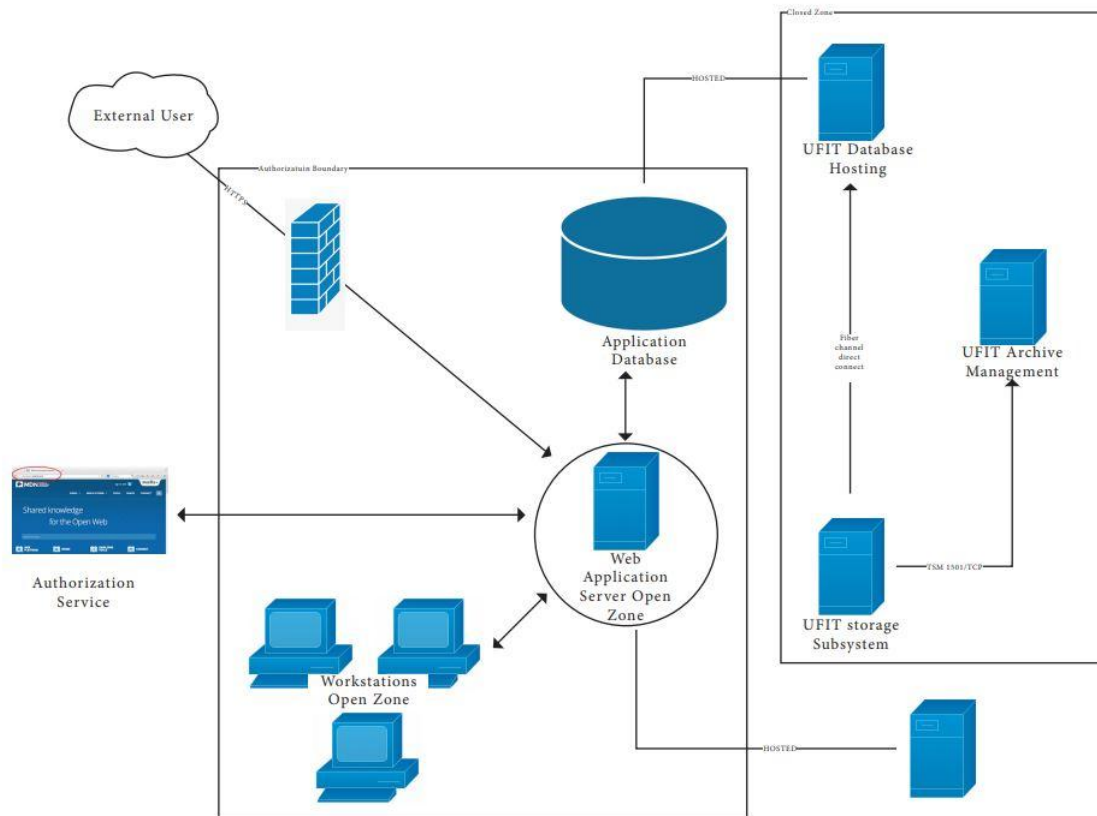 Closed Zone
HOSTED
External User
UFIT Database
Hosting
Authorizatuin Boundary
HTTPS
Application
Database
Fiber
channel
direct
connect
UFIT Archive
Management
MDN
Shared knowledge
for the Open Web
Authorization
Service
Web
Application
Server Open
Zone
TSM 1501/TCP
UFIT storage
Subsystem
Workstations
Open Zone
HOSTED